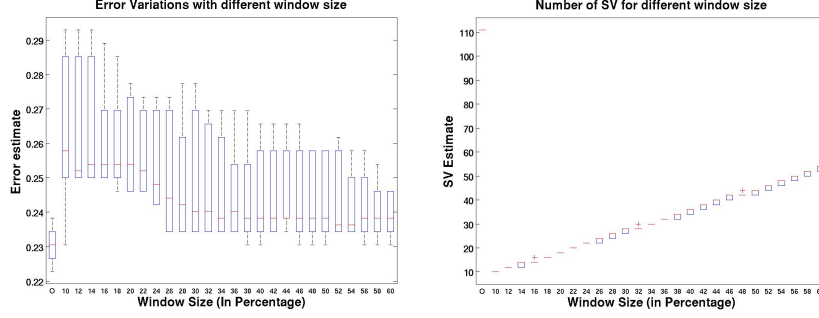 Error Variations with different window size
Error estimate
0.29
0.28
0.27
0.26
0.25
0.24
0.23
0.22
O 10 12 14 16 18 20 22 24 26 28 30 32 34 36 38 40 42 44 46 48 50 52 54 56 58 60
Window Size (In Percentage)
Number of SV for different window size
SV Estimate
110
100
90
80
70
60
50
40
30
20
10
O 10 12 14 16 18 20 22 24 26 28 30 32 34 36 38 40 42 44 46 48 50 52 54 56 58
Window Size (in Percentage)